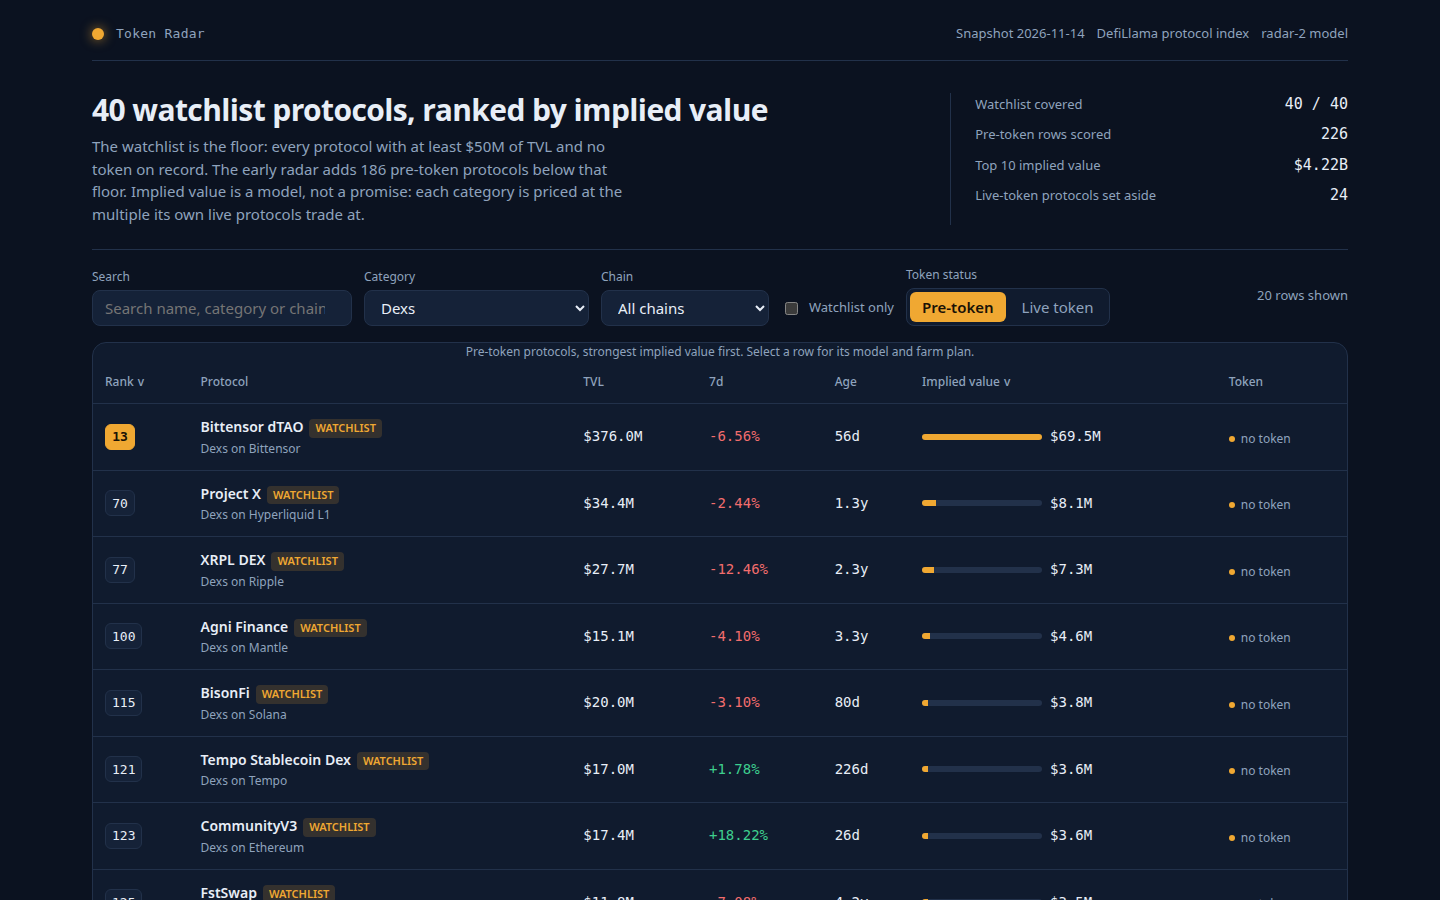 Token Radar
Snapshot 2026-11-14 DefiLlama protocol index radar-2 model
40 watchlist protocols, ranked by implied value
The watchlist is the floor: every protocol with at least $50M of TVL and no
token on record. The early radar adds 186 pre-token protocols below that
floor. Implied value is a model, not a promise: each category is priced at the
multiple its own live protocols trade at.
Watchlist covered 40 / 40
Pre-token rows scored 226
Top 10 implied value $4.22B
Live-token protocols set aside 24
Search Category Chain Token status
Search name, category or chain Dexs All chains Watchlist only Pre-token Live token 20 rows shown
Pre-token protocols, strongest implied value first. Select a row for its model and farm plan.
Rank v Protocol TVL 7d Age Implied value v Token
13 Bittensor dTAO WATCHLIST $376.0M -6.56% 56d $69.5M no token
Dexs on Bittensor
70 Project X WATCHLIST $34.4M -2.44% 1.3y $8.1M no token
Dexs on Hyperliquid L1
77 XRPL DEX WATCHLIST $27.7M -12.46% 2.3y $7.3M no token
Dexs on Ripple
100 Agni Finance WATCHLIST $15.1M -4.10% 3.3y $4.6M no token
Dexs on Mantle
115 BisonFi WATCHLIST $20.0M -3.10% 80d $3.8M no token
Dexs on Solana
121 Tempo Stablecoin Dex WATCHLIST $17.0M +1.78% 226d $3.6M no token
Dexs on Tempo
123 CommunityV3 WATCHLIST $17.4M +18.22% 26d $3.6M no token
Dexs on Ethereum
FstSwap WATCHLIST